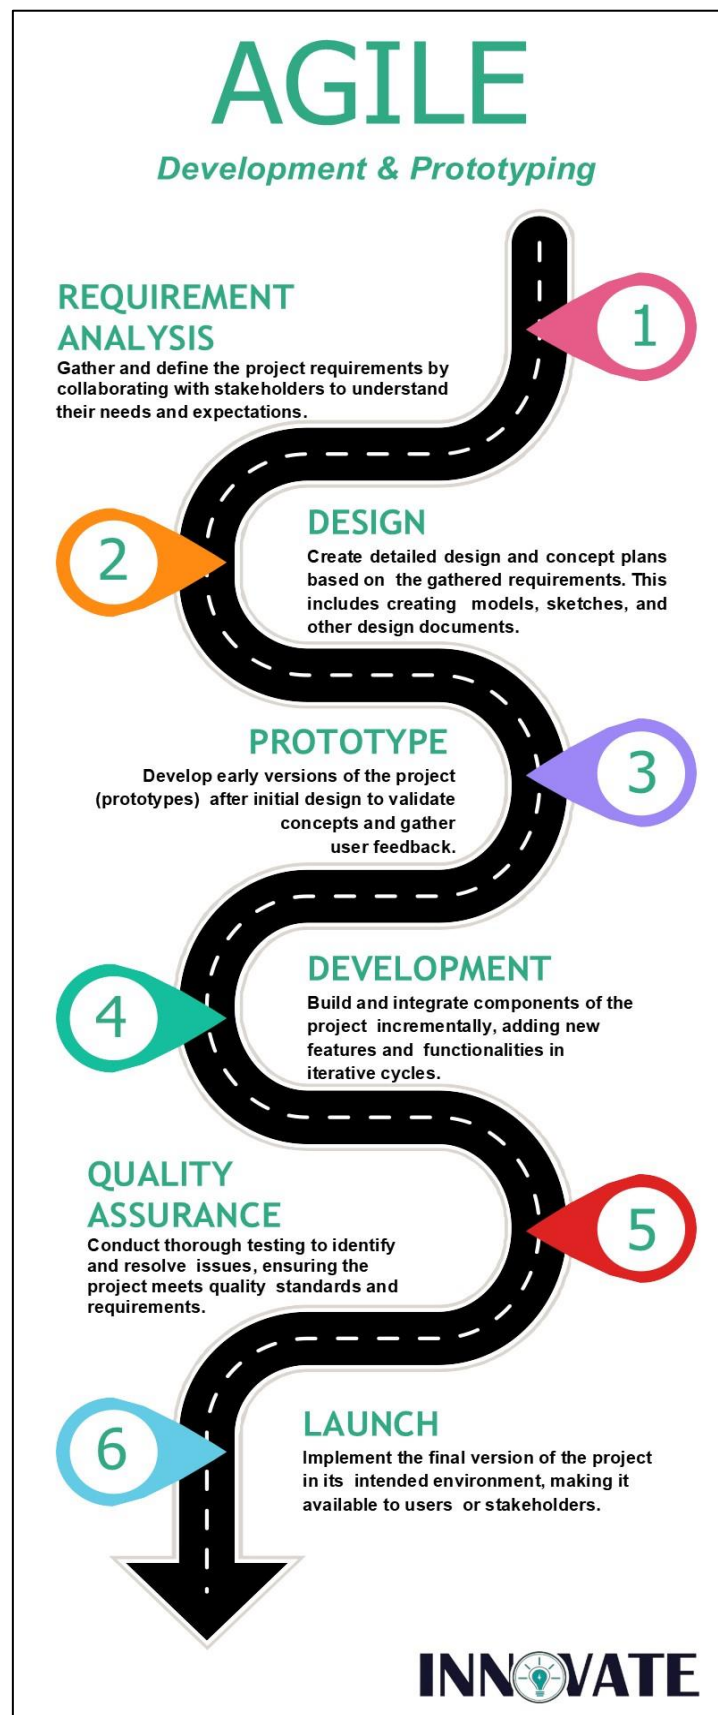 AGILE
Development & Prototyping
REQUIREMENT
ANALYSIS
Gather and define the project requirements by
collaborating with stakeholders to understand
their needs and expectations.
1
2
DESIGN
Create detailed design and concept plans
based on the gathered requirements. This
includes creating models, sketches, and
other design documents.
PROTOTYPE
Develop early versions of the project
(prototypes) after initial design to validate
concepts and gather
user feedback.
3
4
DEVELOPMENT
Build and integrate components of the
project incrementally, adding new
features and functionalities in
iterative cycles.
QUALITY
ASSURANCE
Conduct thorough testing to identify
and resolve issues, ensuring the
project meets quality standards and
requirements.
5
6
LAUNCH
Implement the final version of the project
in its intended environment, making it
available to users or stakeholders.
INNOVATE